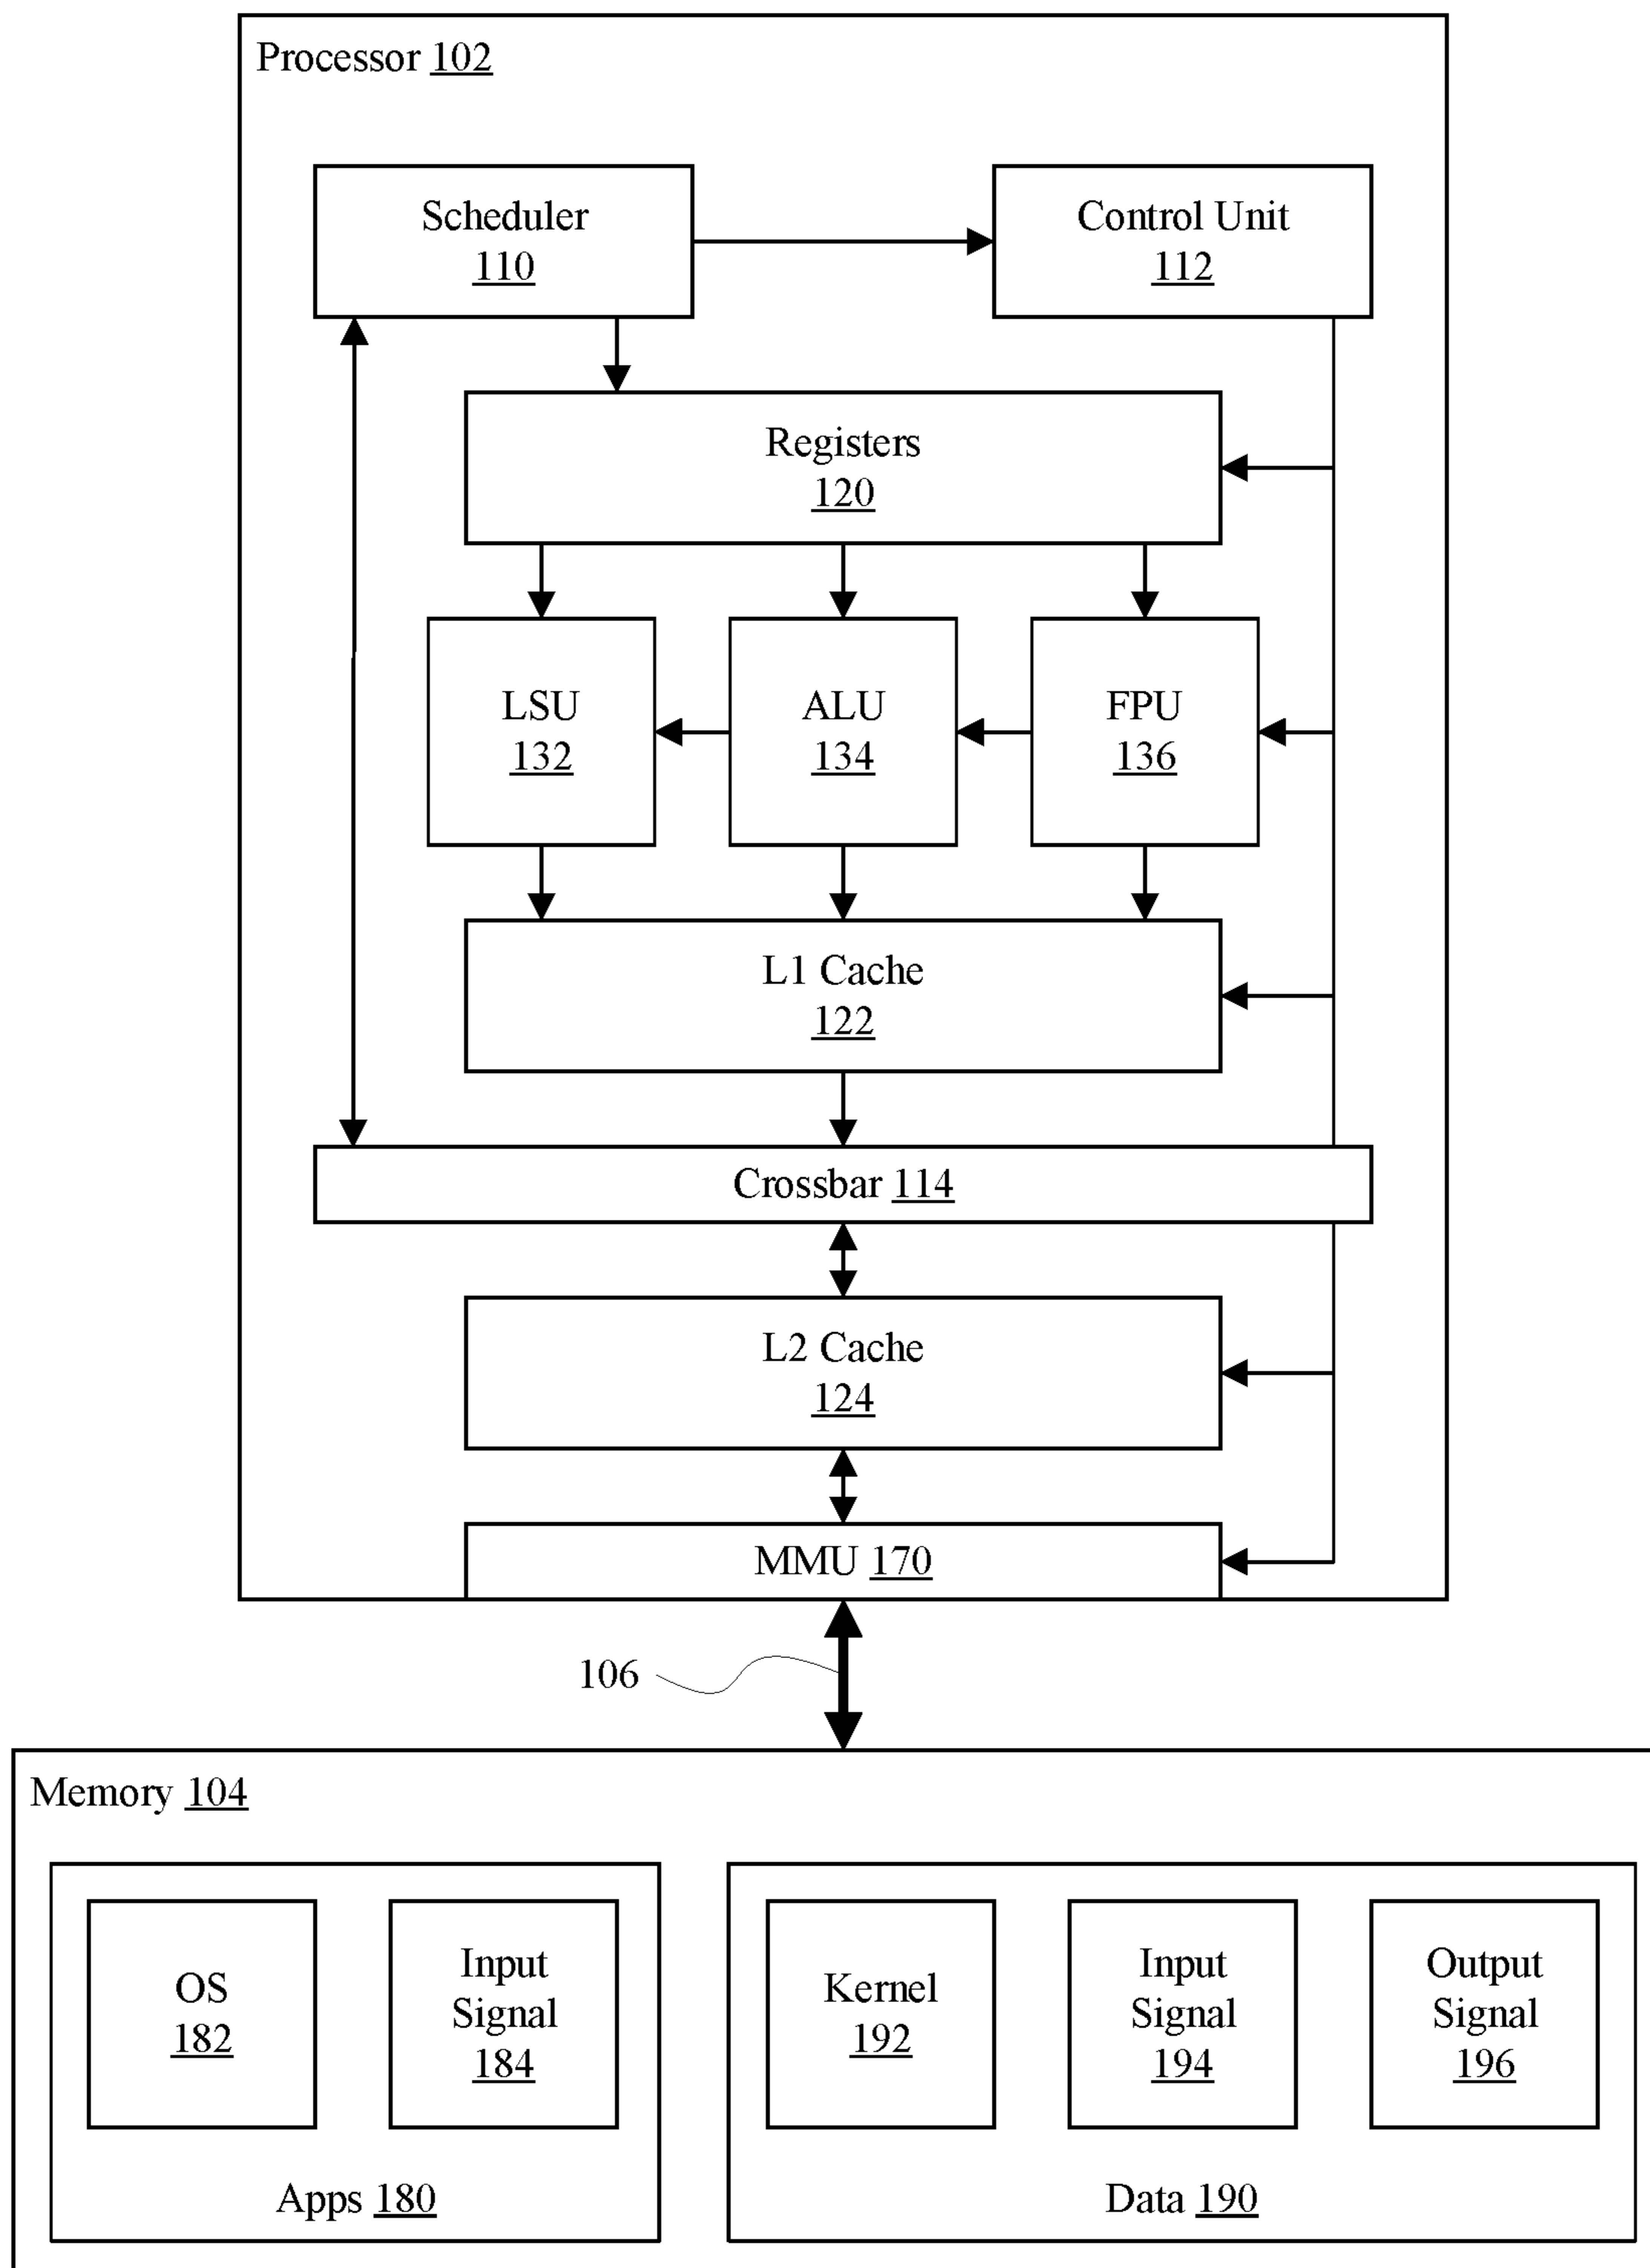 Processor 102
Scheduler
110
Control Unit
112
Registers
120
LSU
132
ALU
134
FPU
136
L1 Cache
122
Crossbar 114
L2 Cache
124
MMU 170
106
Memory 104
OS
182
Input
Signal
184
Apps 180
Kernel
192
Input
Signal
194
Output
Signal
196
Data 190